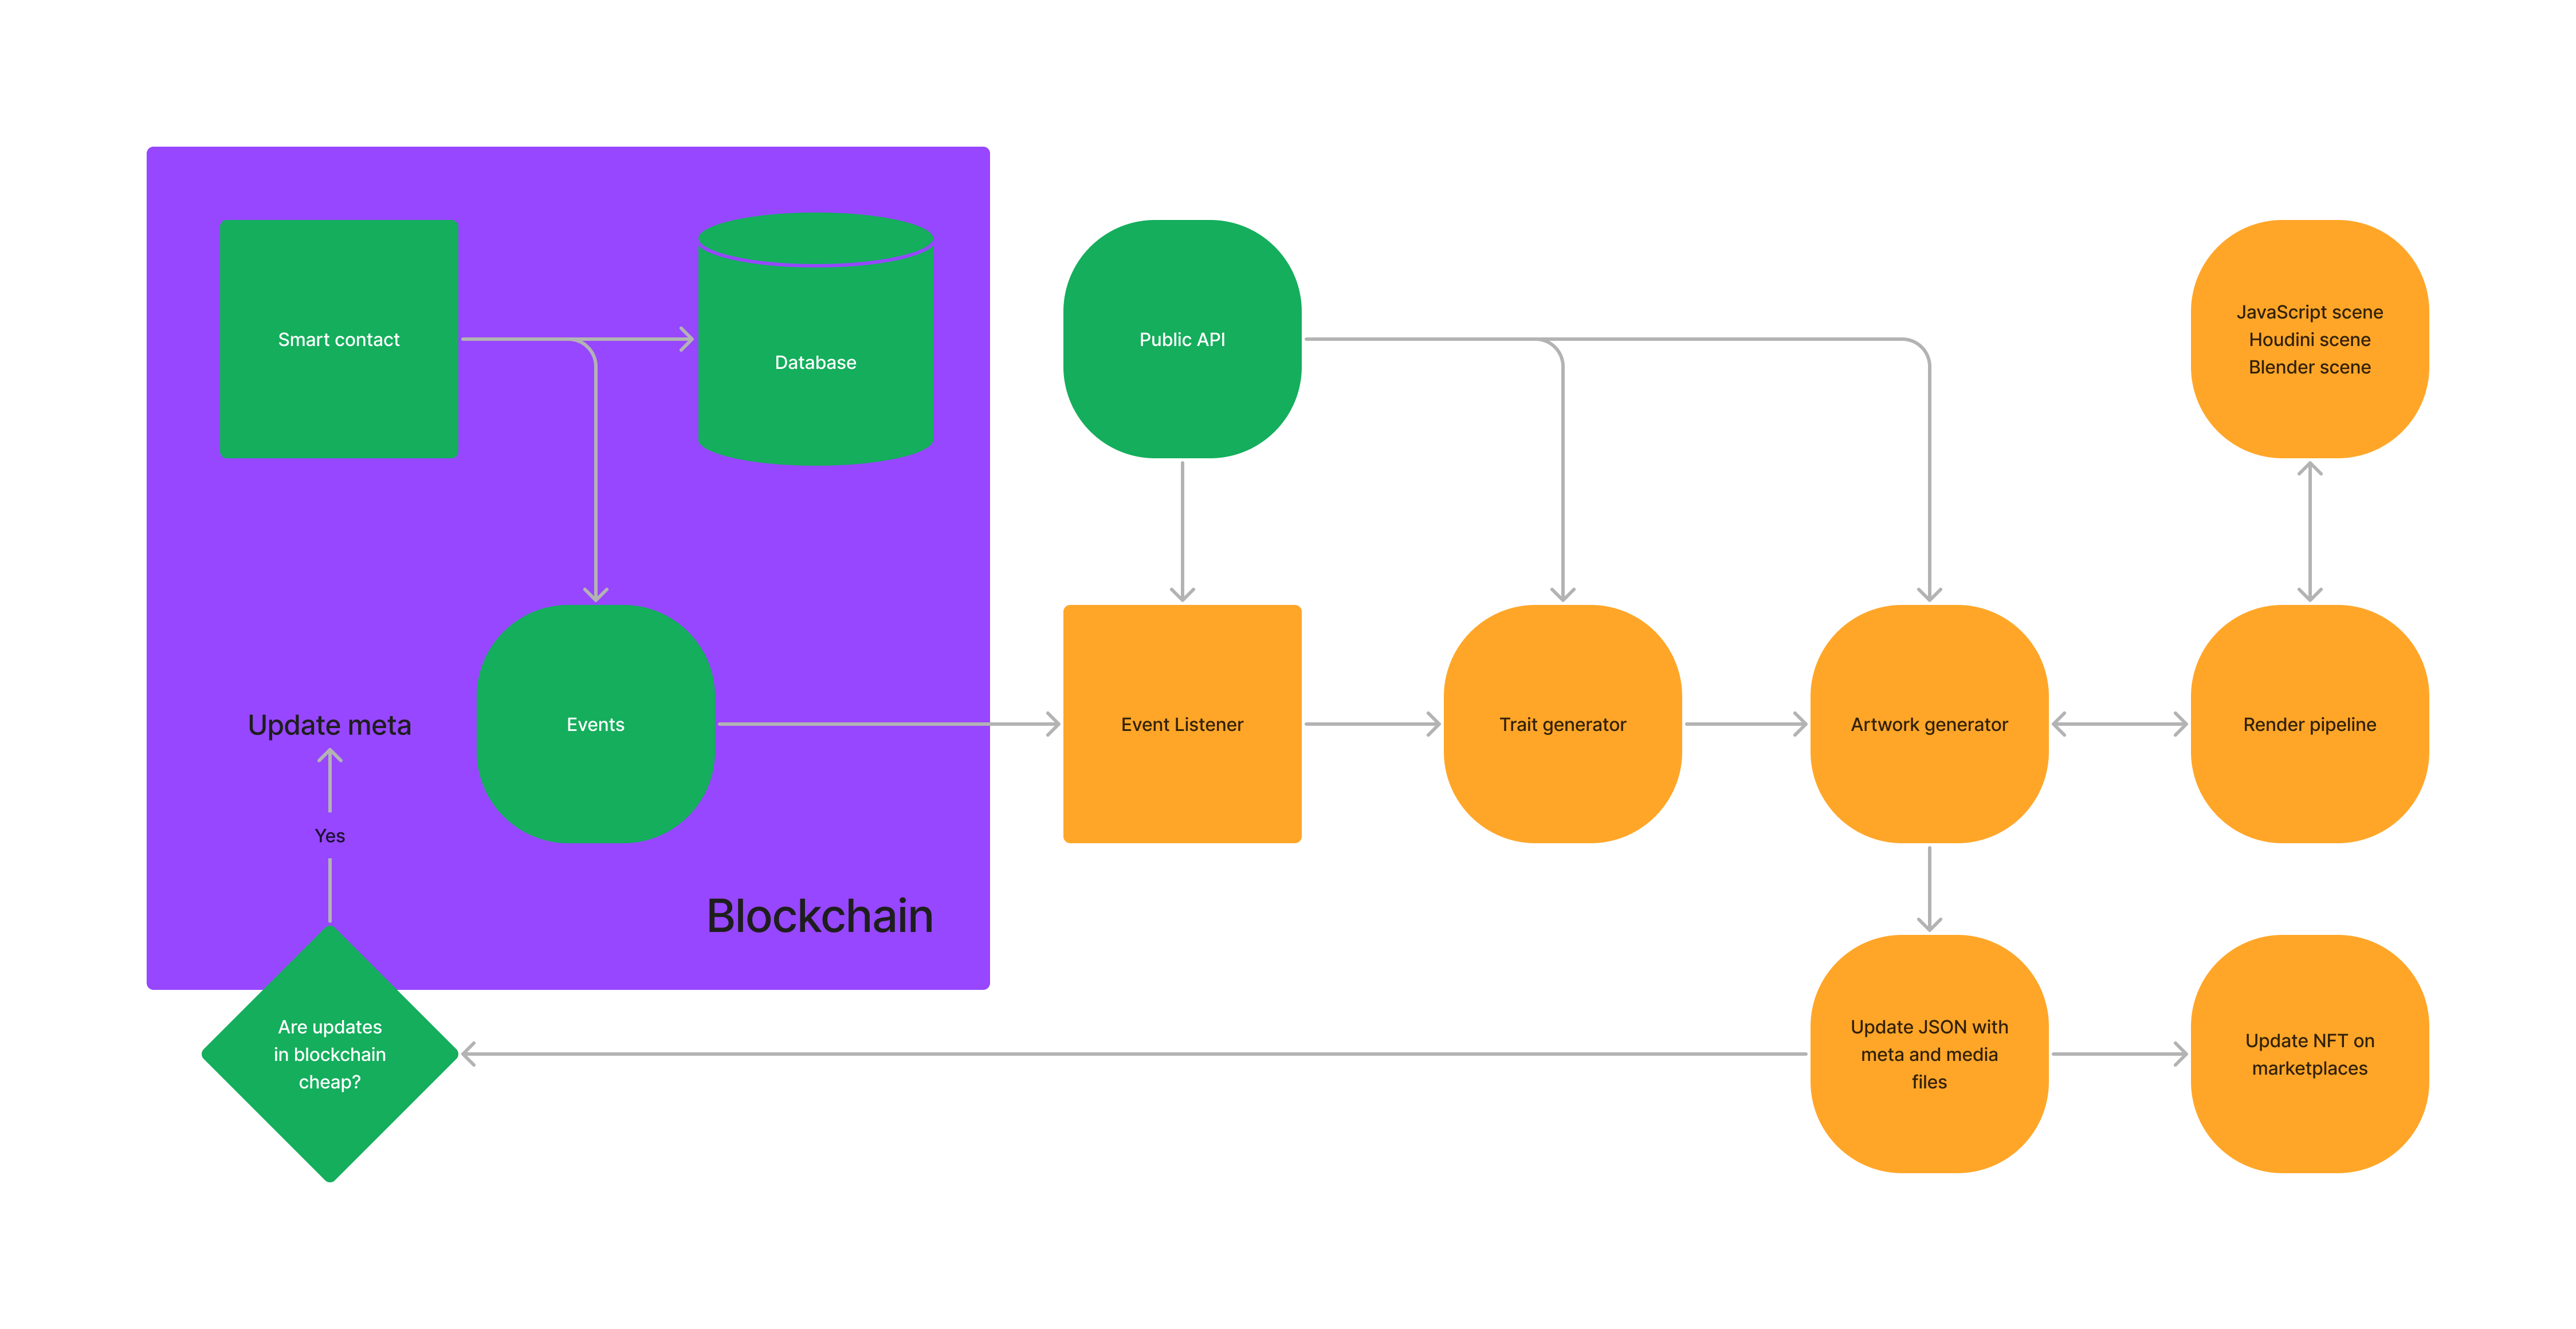 Smart contact
Database
Public API
JavaScript scene
Houdini scene
Blender scene
Update meta
Events
Event Listener
Trait generator
Artwork generator
Render pipeline
Yes
Blockchain
Are updates
in blockchain
cheap?
Update JSON with
meta and media
files
Update NFT on
marketplaces